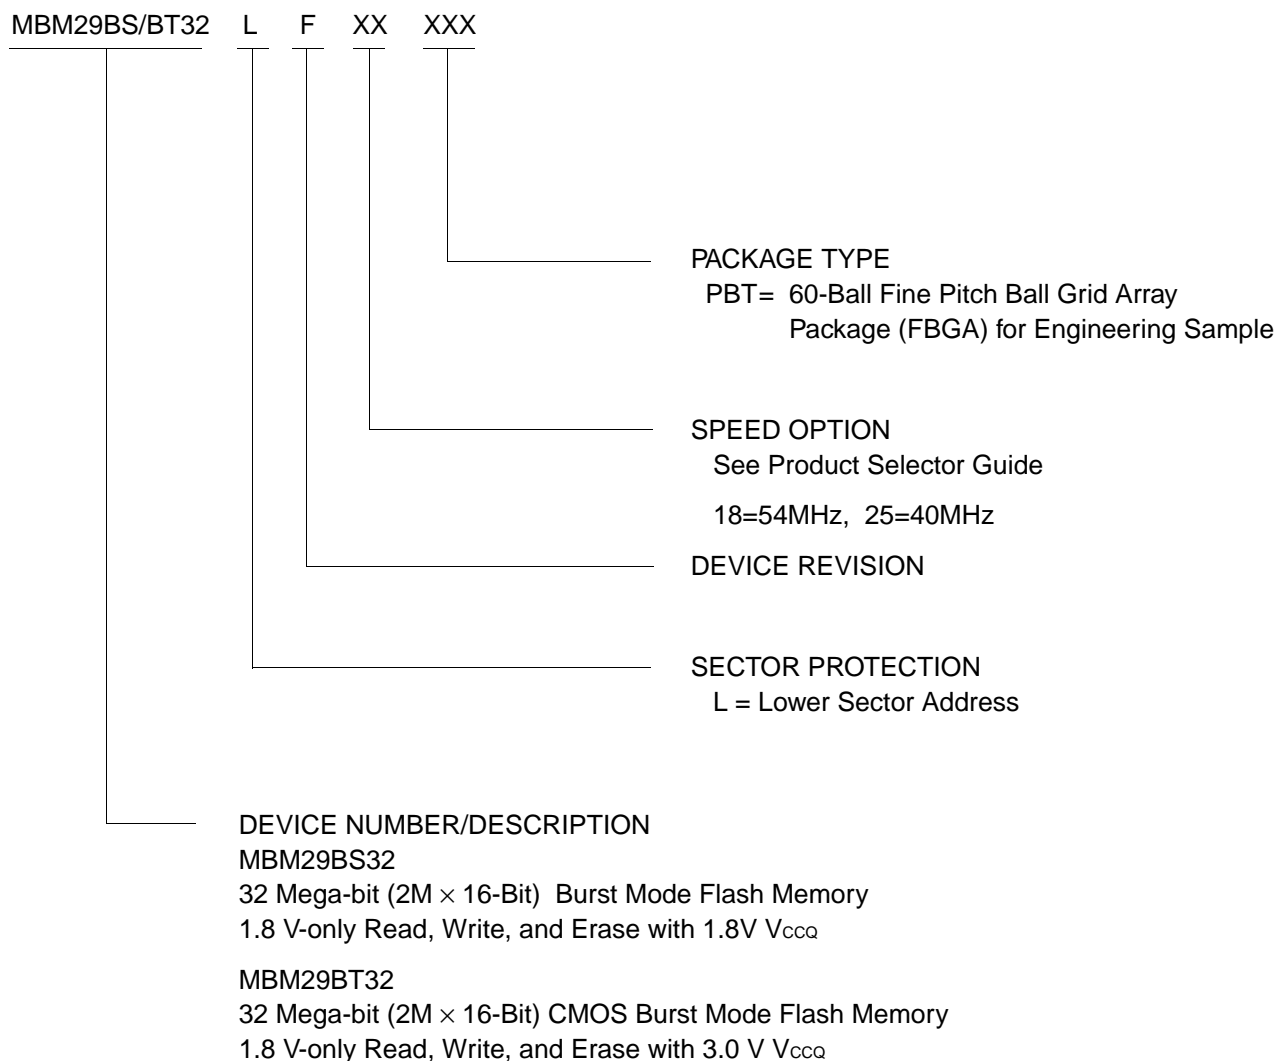 MBM29BS/BT32 L F XX XXX
PACKAGE TYPE
PBT= 60-Ball Fine Pitch Ball Grid Array
Package (FBGA) for Engineering Sample
SPEED OPTION
See Product Selector Guide
18=54MHz, 25=40MHz
DEVICE REVISION
SECTOR PROTECTION
L = Lower Sector Address
DEVICE NUMBER/DESCRIPTION
MBM29BS32
32 Mega-bit (2M × 16-Bit) Burst Mode Flash Memory
1.8 V-only Read, Write, and Erase with 1.8V VCCQ
MBM29BT32
32 Mega-bit (2M × 16-Bit) CMOS Burst Mode Flash Memory
1.8 V-only Read, Write, and Erase with 3.0 V VCCQ